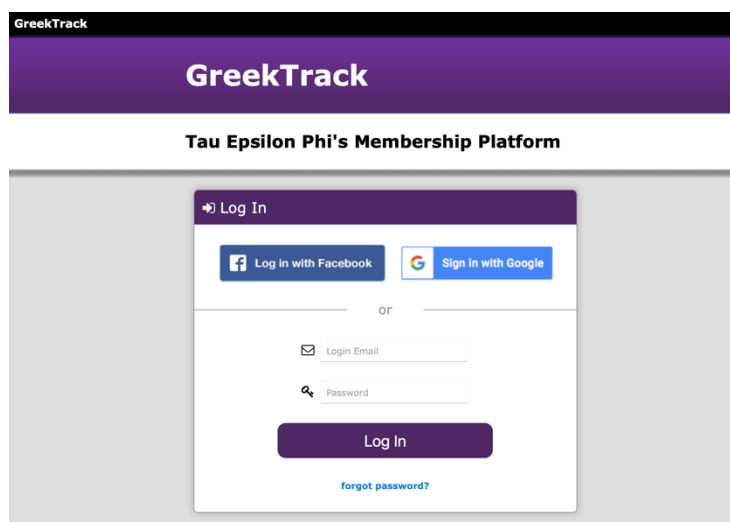 GreekTrack
GreekTrack
Tau Epsilon Phi's Membership Platform
Log In
Log in with Facebook
G Sign in with Google
or
Login Email
Password
Log In
forgot password?